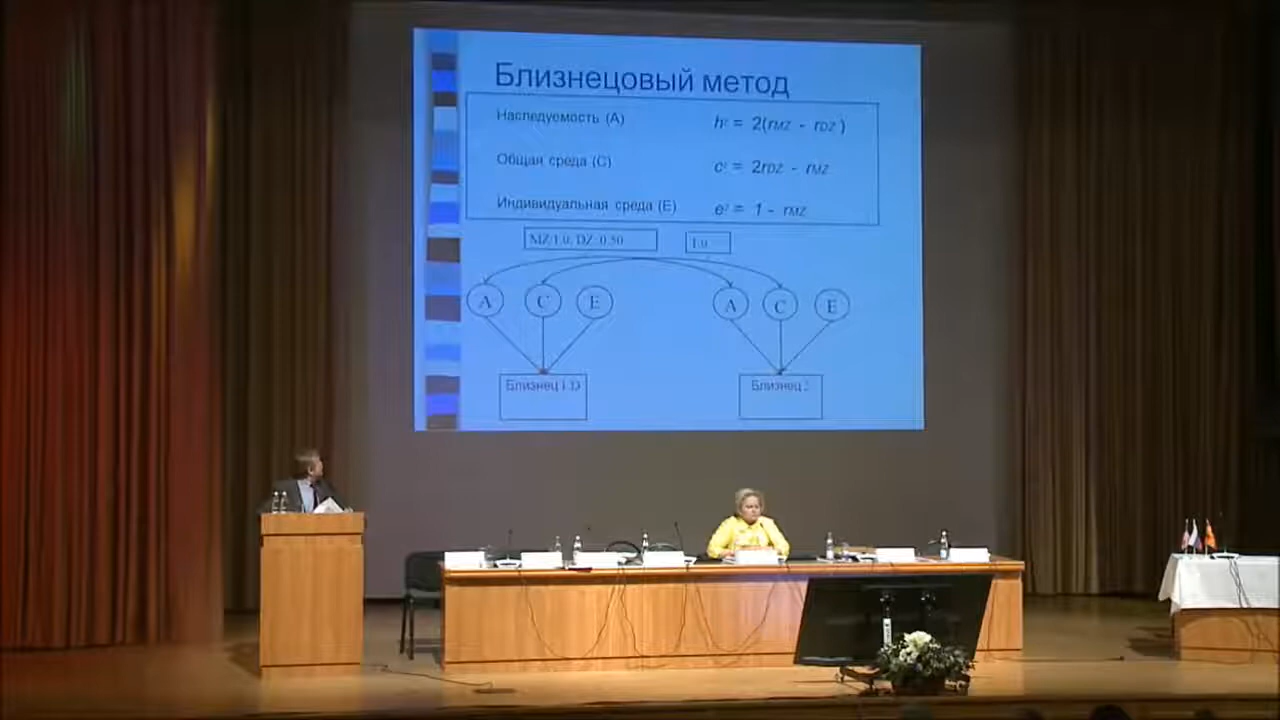 Близнецовый метод
Наследуемость (A) h² = 2(rMZ - rDZ )
Общая среда (C) c² = 2rDZ - rMZ
Индивидуальная среда (E) e² = 1 - rMZ
MZ:1.0, DZ: 0.50 1.0
A C E A C E
Близнец Близнец